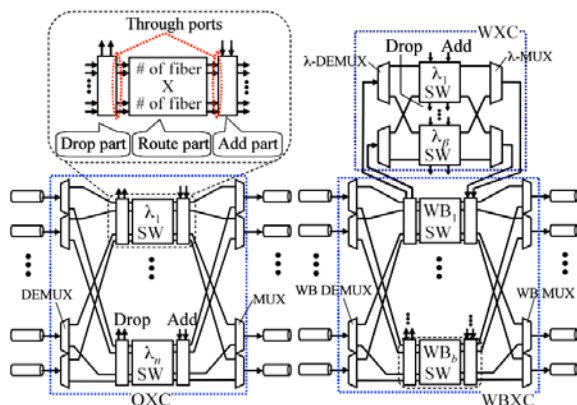 Through ports
# of fiber
X
# of fiber
Drop part
Route part
Add part
λ1
SW
DEMUX
MUX
Drop
Add
λn
SW
OXC
WXC
Drop
Add
λ-DEMUX
λ-MUX
λ1
SW
λβ
SW
WB1
SW
WB DEMUX
WB MUX
WBb
SW
WBXC